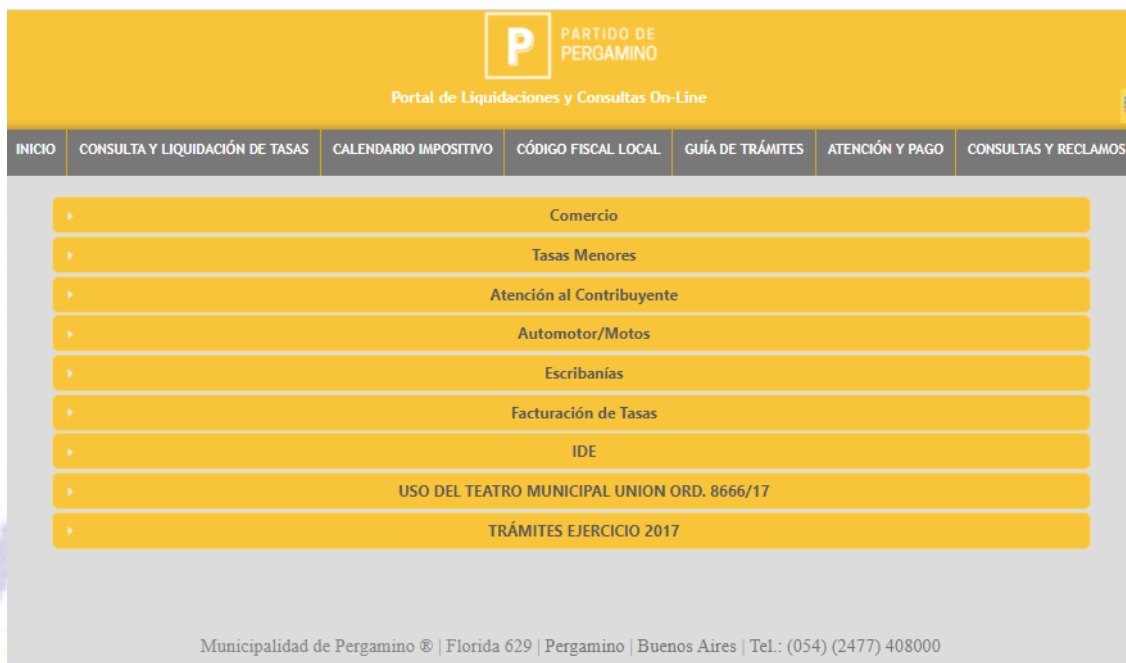 P
PARTIDO DE
PERGAMINO
Portal de Liquidaciones y Consultas On-Line
INICIO CONSULTA Y LIQUIDACIÓN DE TASAS CALENDARIO IMPOSITIVO CÓDIGO FISCAL LOCAL GUÍA DE TRÁMITES ATENCIÓN Y PAGO CONSULTAS Y RECLAMOS
Comercio
Tasas Menores
Atención al Contribuyente
Automotor/Motos
Escribanías
Facturación de Tasas
IDE
USO DEL TEATRO MUNICIPAL UNION ORD. 8666/17
TRÁMITES EJERCICIO 2017
Municipalidad de Pergamino ® | Florida 629 | Pergamino | Buenos Aires | Tel.: (054) (2477) 408000